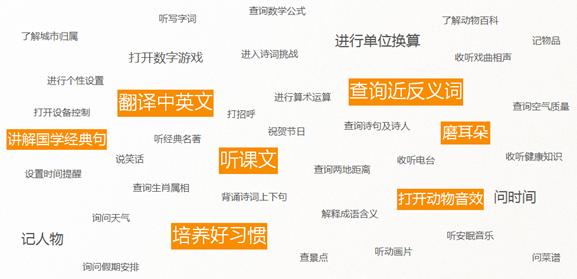 查询数学公式
听写字词
了解动物百科
了解城市归属
进行单位换算
记物品
进入诗词挑战
打开数字游戏
收听戏曲相声
进行个性设置
查询近反义词
翻译中英文
进行算术运算
查询空气质量
打开设备控制
打招呼
查询诗句及诗人
祝贺节日
磨耳朵
讲解国学经典句
听经典名著
听课文
说笑话
收听电台
收听健康知识
查询两地距离
设置时间提醒
查询生肖属相
背诵诗词上下句
打开动物音效
问时间
解释成语含义
询问天气
培养好习惯
记人物
听安眠音乐
听动画片
查景点
问菜谱
询问假期安排